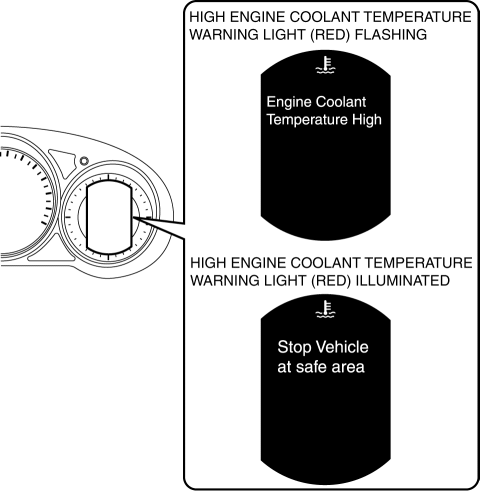 HIGH ENGINE COOLANT TEMPERATURE
WARNING LIGHT (RED) FLASHING
Engine Coolant
Temperature High
HIGH ENGINE COOLANT TEMPERATURE
WARNING LIGHT (RED) ILLUMINATED
Stop Vehicle
at safe area